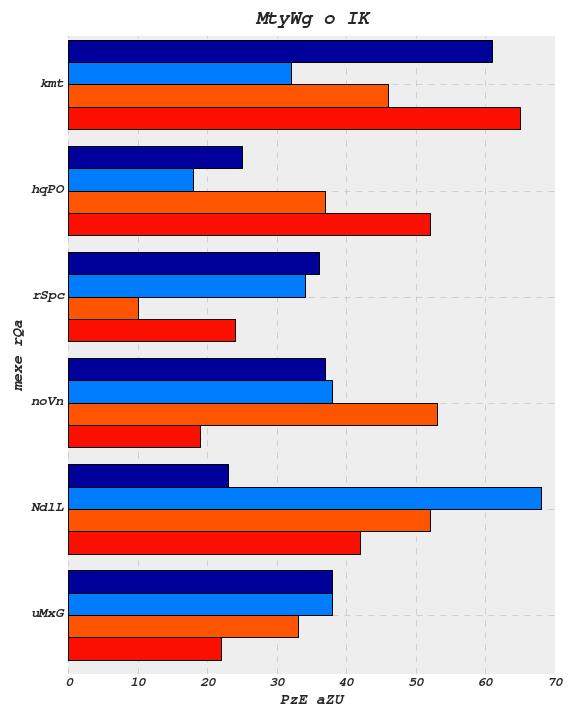 MtyWg o IK
kmt
hqPO
rSpc
noVn
NdlL
uMxG
mexe rQa
0 10 20 30 40 50 60 70
PzE aZU